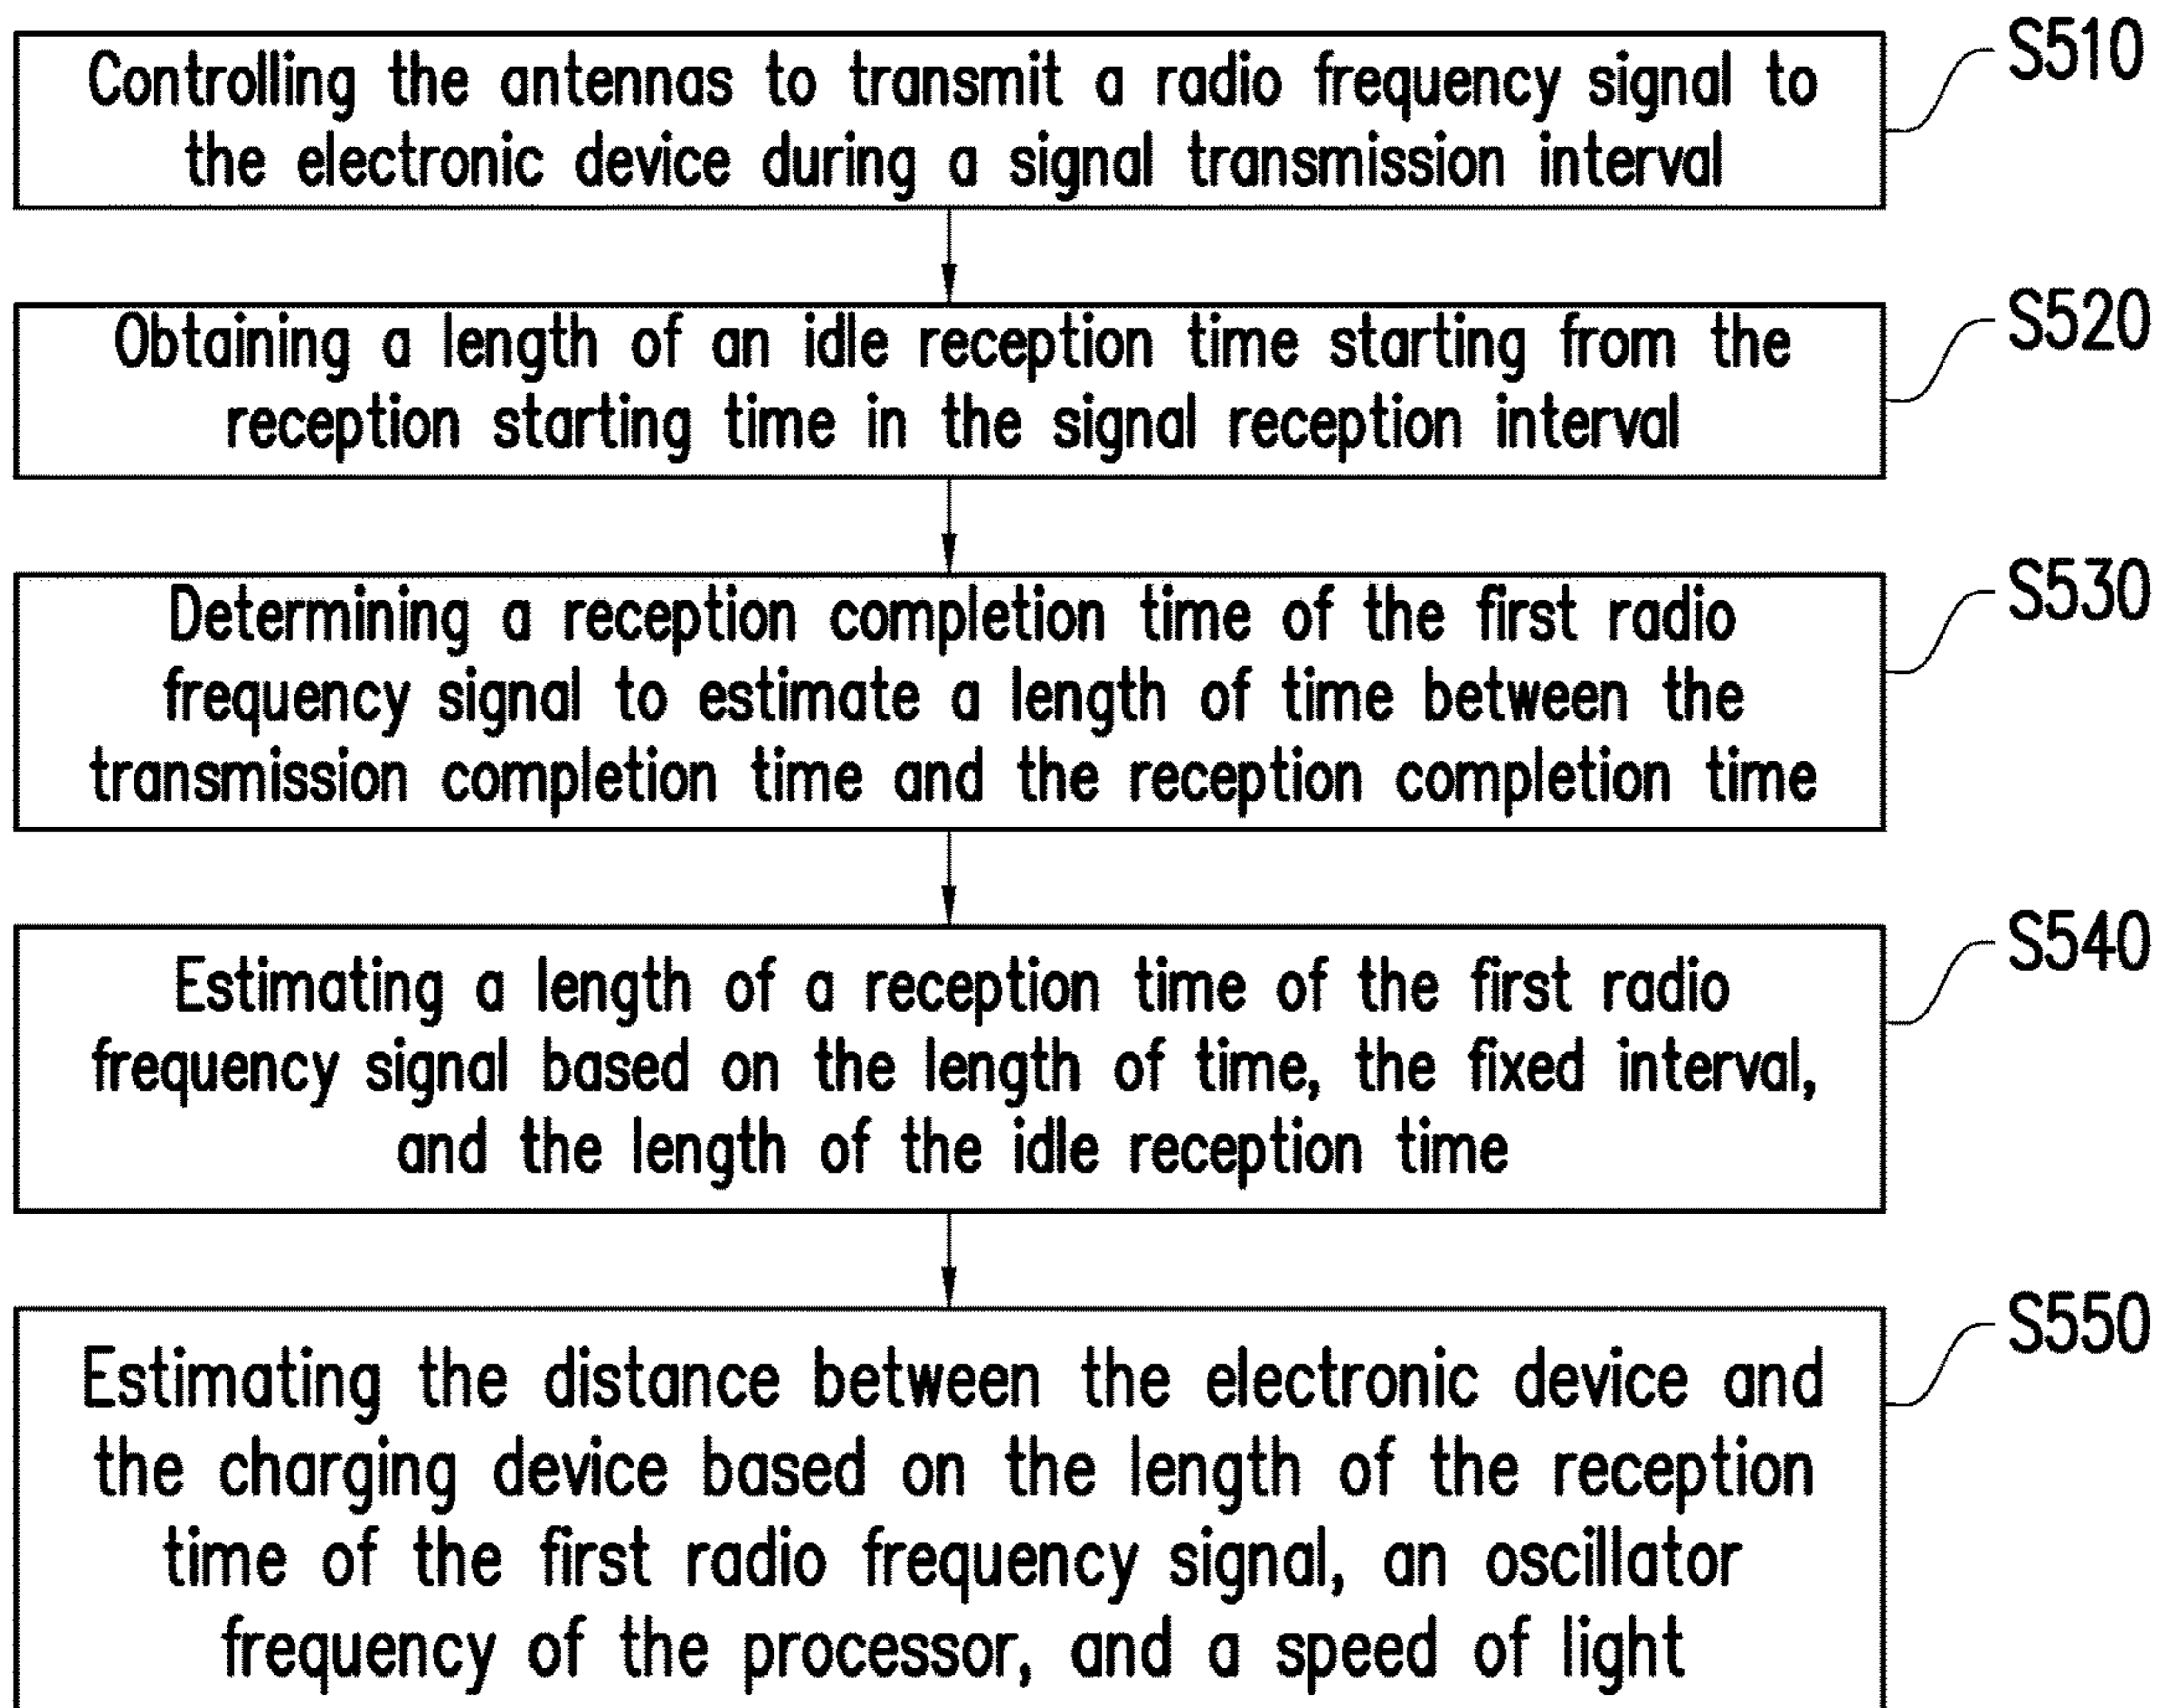 Controlling the antennas to transmit a radio frequency signal to
the electronic device during a signal transmission interval
S510
Obtaining a length of an idle reception time starting from the
reception starting time in the signal reception interval
S520
Determining a reception completion time of the first radio
frequency signal to estimate a length of time between the
transmission completion time and the reception completion time
S530
Estimating a length of a reception time of the first radio
frequency signal based on the length of time, the fixed interval,
and the length of the idle reception time
S540
Estimating the distance between the electronic device and
the charging device based on the length of the reception
time of the first radio frequency signal, an oscillator
frequency of the processor, and a speed of light
S550